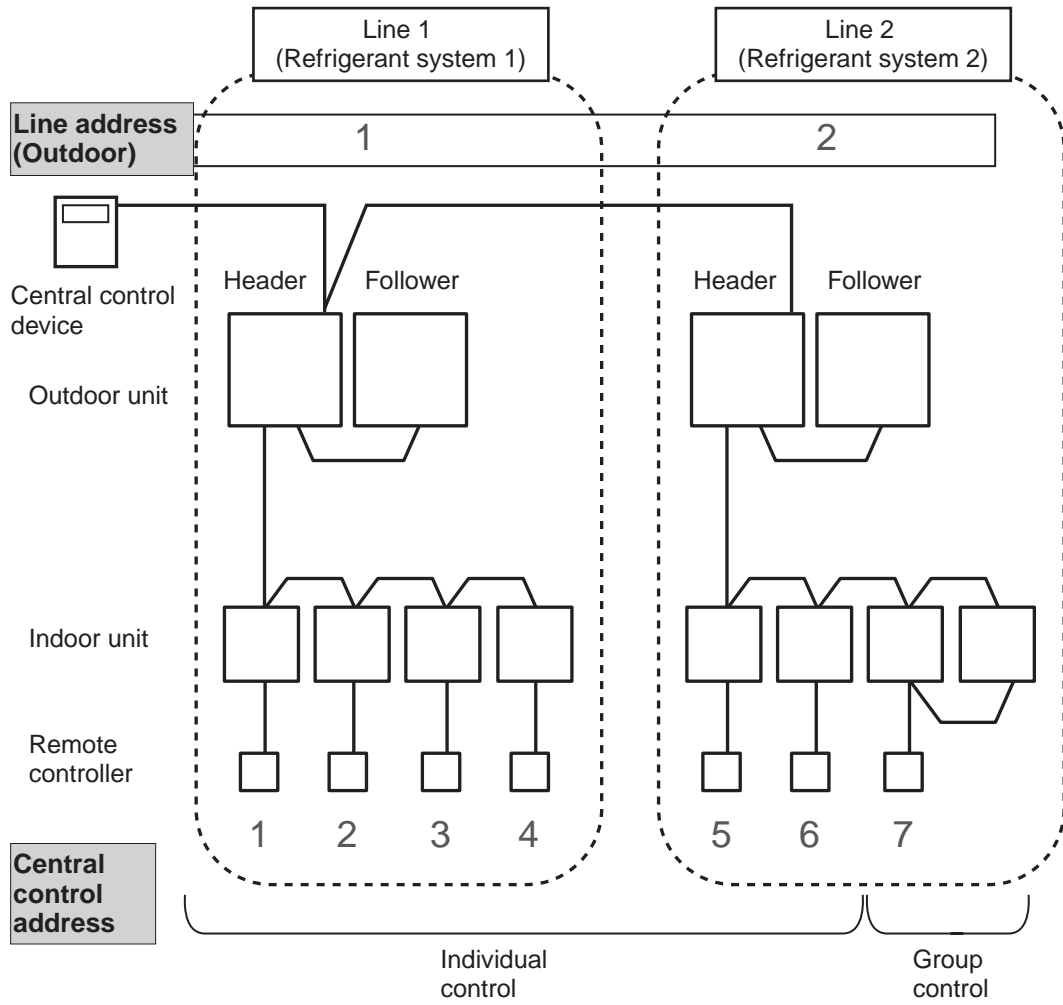 Line 1
(Refrigerant system 1)
Line 2
(Refrigerant system 2)
Line address
(Outdoor)
1
2
Central control
device
Header
Follower
Header
Follower
Outdoor unit
Indoor unit
Remote
controller
1
2
3
4
5
6
7
Central
control
address
Individual
control
Group
control